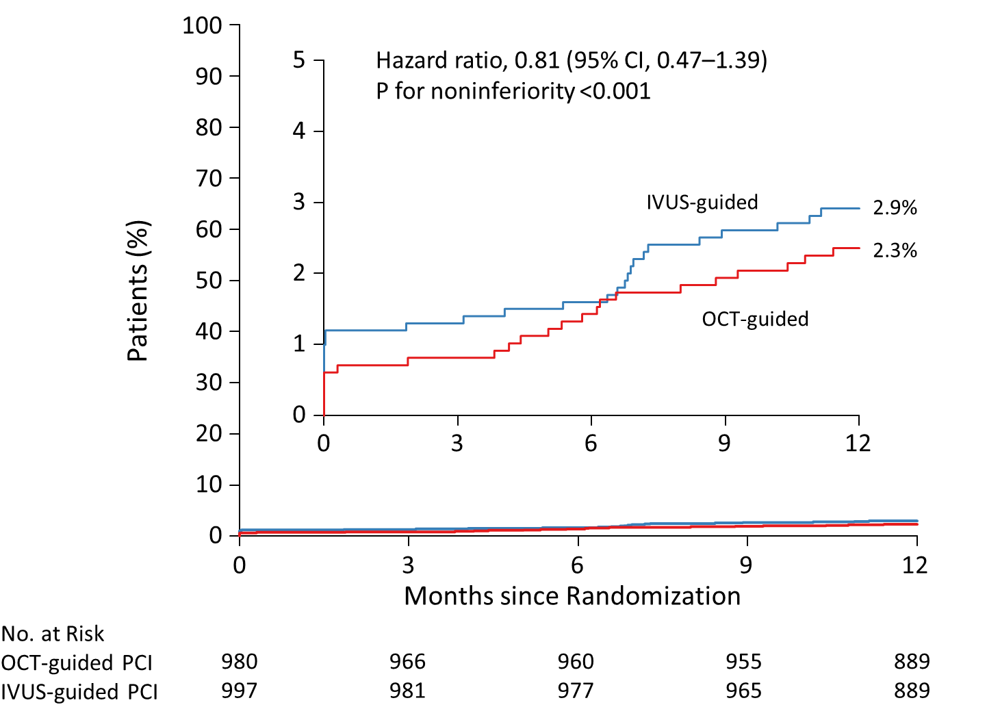 100
90
80
70
60
50
40
30
20
10
0
Patients (%)
5
4
3
2
1
0
Hazard ratio, 0.81 (95% CI, 0.47–1.39)
P for noninferiority <0.001
IVUS-guided
2.9%
2.3%
OCT-guided
0 3 6 9 12
0 3 6 9 12
Months since Randomization
No. at Risk
OCT-guided PCI 980 966 960 955 889
IVUS-guided PCI 997 981 977 965 889